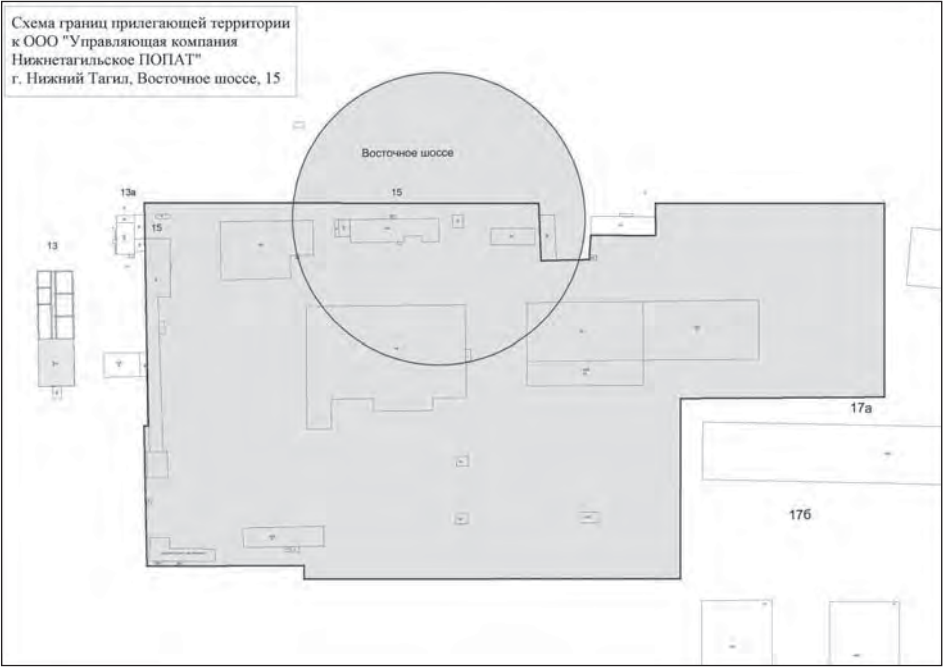 Схема границ прилегающей территории
к ООО "Управляющая компания
Нижнетагильское ПОПАТ"
г. Нижний Тагил, Восточное шоссе, 15
Восточное шоссе
13а
15
15
13
17а
17б